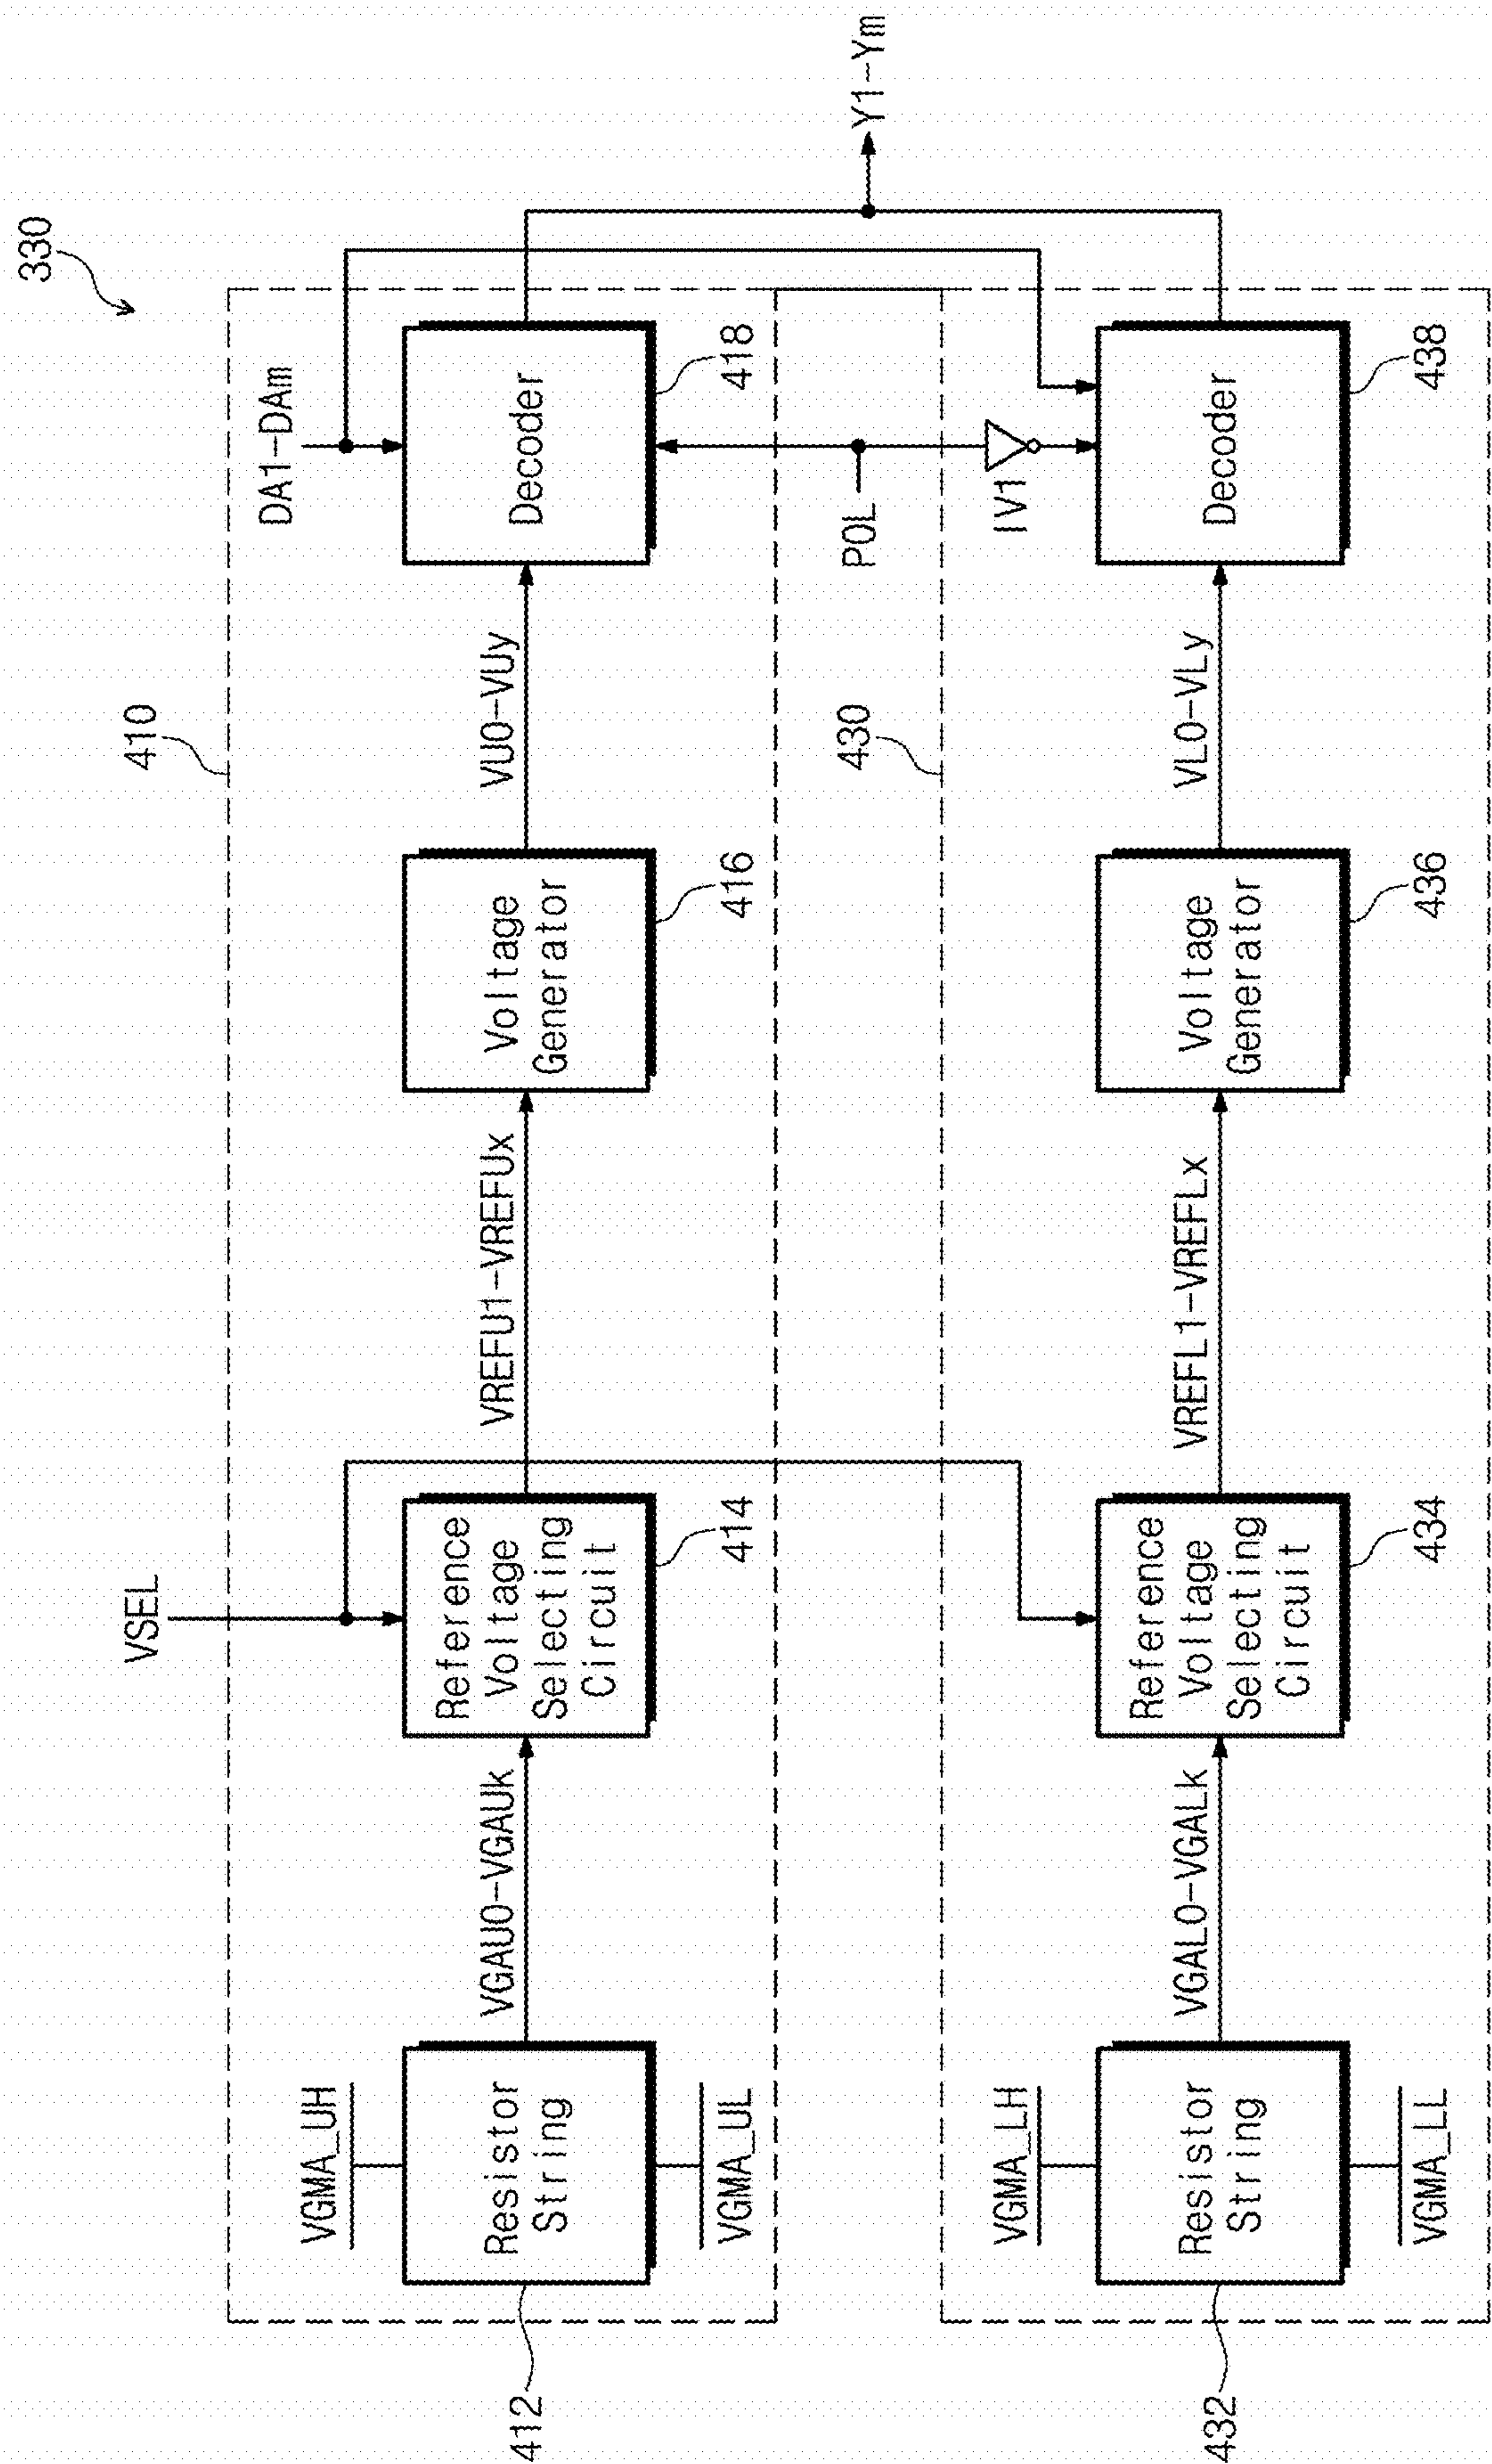 330
410
VSEL
DA1-DAm
VGMA_UH
412
Resistor
String
VGAU0-VGAUk
Reference
Voltage
Selecting
Circuit
414
VREFU1-VREFUx
Voltage
Generator
416
VU0-VUy
Decoder
418
VGMA_UL
POL
Y1-Ym
430
IV1
VGMA_LH
432
Resistor
String
VGAL0-VGALk
Reference
Voltage
Selecting
Circuit
434
VREFL1-VREFLx
Voltage
Generator
436
VL0-VLy
Decoder
438
VGMA_LL